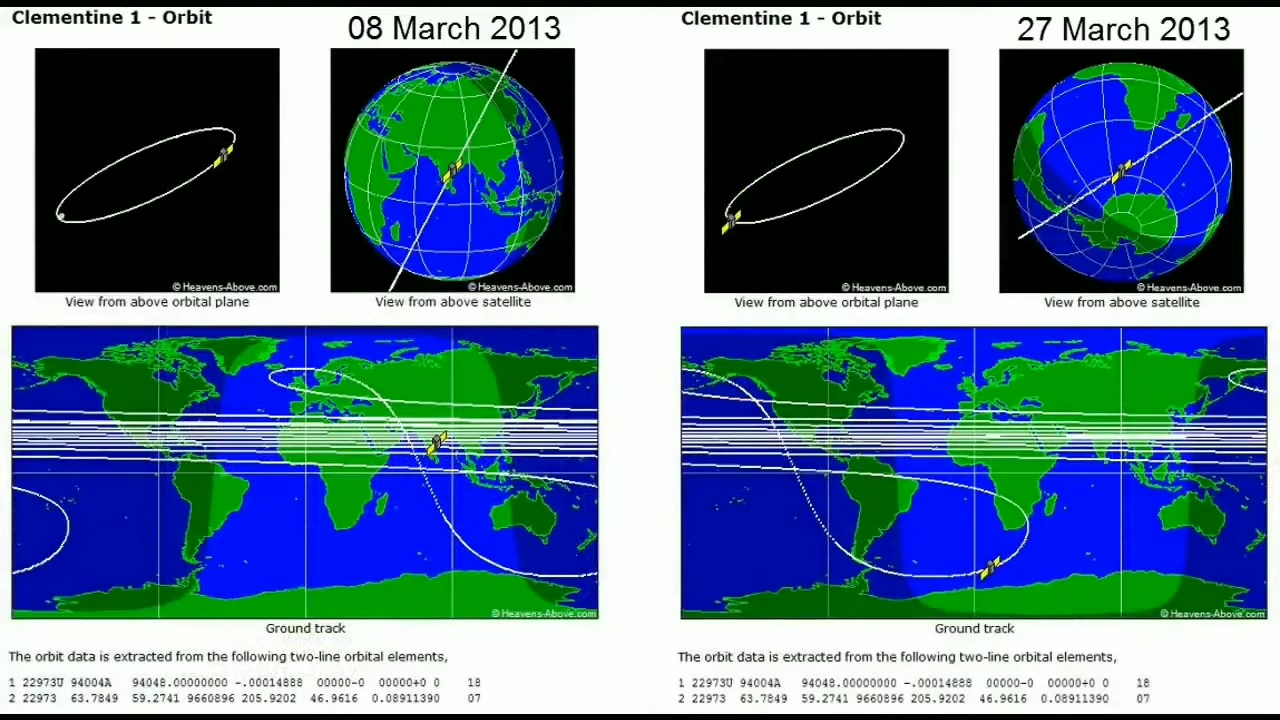 Clementine 1 - Orbit
08 March 2013
© Heavens-Above.com
© Heavens-Above.com
View from above orbital plane
View from above satellite
© Heavens-Above.com
Ground track
The orbit data is extracted from the following two-line orbital elements,
1 22973U 94004A 94048.00000000 -.00014888 00000-0 00000+0 0 18
2 22973 63.7849 59.2741 9660896 205.9202 46.9616 0.08911390 07
Clementine 1 - Orbit
27 March 2013
© Heavens-Above.com
© Heavens-Above.com
View from above orbital plane
View from above satellite
© Heavens-Above.com
Ground track
The orbit data is extracted from the following two-line orbital elements,
1 22973U 94004A 94048.00000000 -.00014888 00000-0 00000+0 0 18
2 22973 63.7849 59.2741 9660896 205.9202 46.9616 0.08911390 07